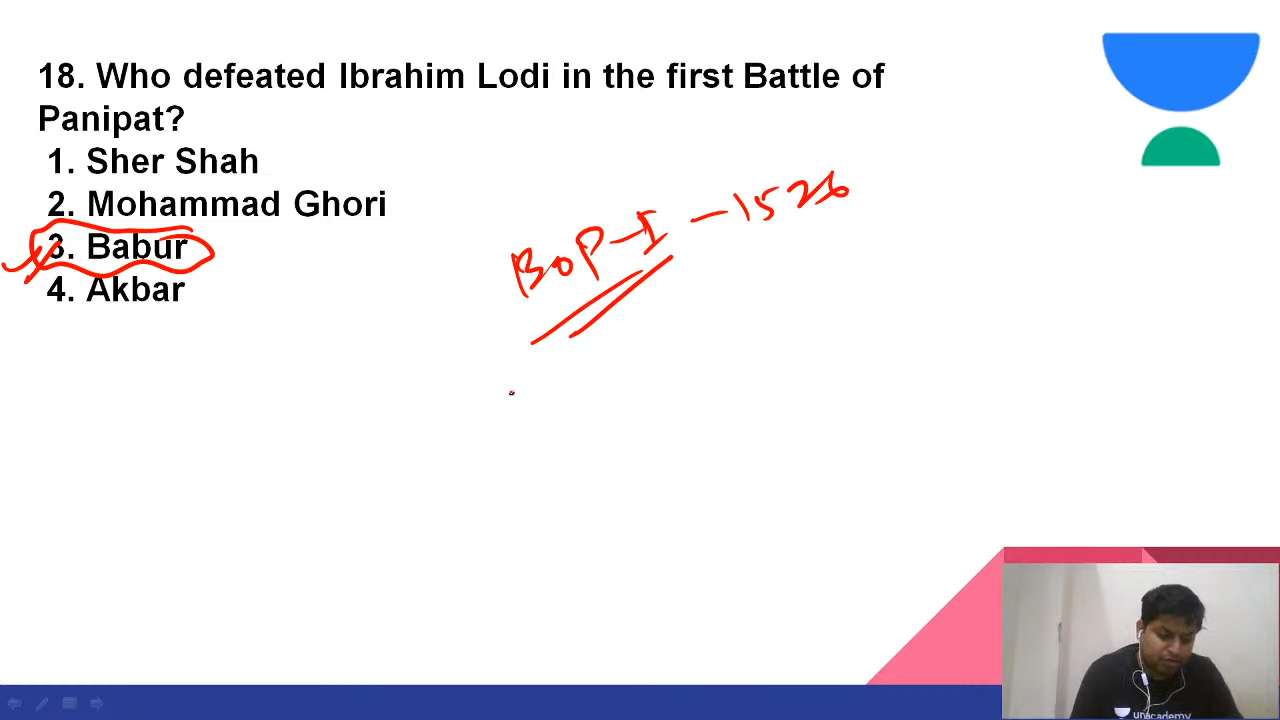 18. Who defeated Ibrahim Lodi in the first Battle of
Panipat?
1. Sher Shah
2. Mohammad Ghori
3. Babur
4. Akbar
BOP-I - 1526
unacademy